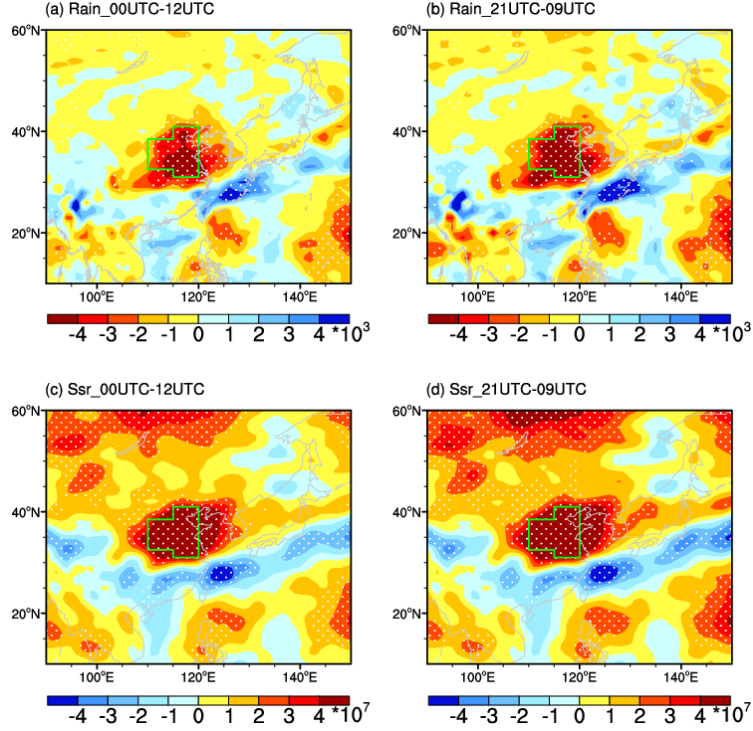 (a) Rain_00UTC-12UTC
(b) Rain_21UTC-09UTC
60°N
40°N
20°N
60°N
40°N
20°N
100°E 120°E 140°E
100°E 120°E 140°E
-4 -3 -2 -1 0 1 2 3 4 *10³
-4 -3 -2 -1 0 1 2 3 4 *10³
(c) Ssr_00UTC-12UTC
(d) Ssr_21UTC-09UTC
60°N
40°N
20°N
60°N
40°N
20°N
100°E 120°E 140°E
100°E 120°E 140°E
-4 -3 -2 -1 0 1 2 3 4 *10⁷
-4 -3 -2 -1 0 1 2 3 4 *10⁷